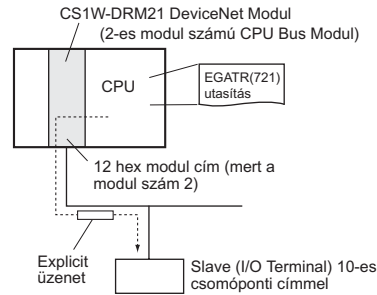 CS1W-DRM21 DeviceNet Modul
(2-es modul számú CPU Bus Modul)
CPU
EGATR(721)
utasítás
12 hex modul cím (mert a
modul szám 2)
Explicit
üzenet
Slave (I/O Terminal) 10-es
csomóponti címmel